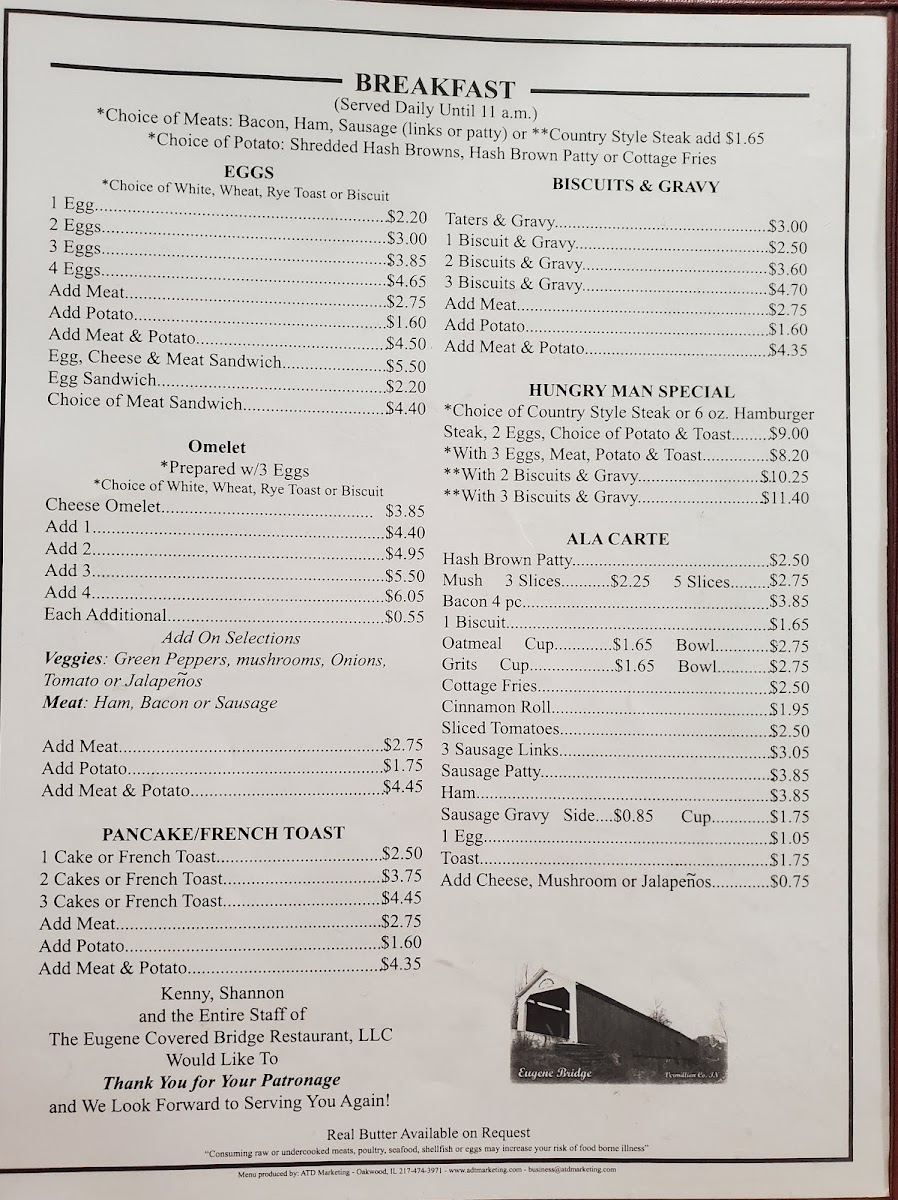 BREAKFAST
(Served Daily Until 11 a.m.)
*Choice of Meats: Bacon, Ham, Sausage (links or patty) or **Country Style Steak add $1.65
*Choice of Potato: Shredded Hash Browns, Hash Brown Patty or Cottage Fries
EGGS
*Choice of White, Wheat, Rye Toast or Biscuit
1 Egg...$2.20
2 Eggs...$3.00
3 Eggs...$3.85
4 Eggs...$4.65
Add Meat...$2.75
Add Potato...$1.60
Add Meat & Potato...$4.50
Egg, Cheese & Meat Sandwich...$5.50
Egg Sandwich...$2.20
Choice of Meat Sandwich...$4.40
Omelet
*Prepared w/3 Eggs
*Choice of White, Wheat, Rye Toast or Biscuit
Cheese Omelet...$3.85
Add 1...$4.40
Add 2...$4.95
Add 3...$5.50
Add 4...$6.05
Each Additional...$0.55
Add On Selections
Veggies: Green Peppers, mushrooms, Onions,
Tomato or Jalapeños
Meat: Ham, Bacon or Sausage
Add Meat...$2.75
Add Potato...$1.75
Add Meat & Potato...$4.45
PANCAKE/FRENCH TOAST
1 Cake or French Toast...$2.50
2 Cakes or French Toast...$3.75
3 Cakes or French Toast...$4.45
Add Meat...$2.75
Add Potato...$1.60
Add Meat & Potato...$4.35
Kenny, Shannon
and the Entire Staff of
The Eugene Covered Bridge Restaurant, LLC
Would Like To
Thank You for Your Patronage
and We Look Forward to Serving You Again!
BISCUITS & GRAVY
Taters & Gravy...$3.00
1 Biscuit & Gravy...$2.50
2 Biscuits & Gravy...$3.60
3 Biscuits & Gravy...$4.70
Add Meat...$2.75
Add Potato...$1.60
Add Meat & Potato...$4.35
HUNGRY MAN SPECIAL
*Choice of Country Style Steak or 6 oz. Hamburger
Steak, 2 Eggs, Choice of Potato & Toast...$9.00
*With 3 Eggs, Meat, Potato & Toast...$8.20
**With 2 Biscuits & Gravy...$10.25
**With 3 Biscuits & Gravy...$11.40
ALA CARTE
Hash Brown Patty...$2.50
Mush 3 Slices...$2.25 5 Slices...$2.75
Bacon 4 pc...$3.85
1 Biscuit...$1.65
Oatmeal Cup...$1.65 Bowl...$2.75
Grits Cup...$1.65 Bowl...$2.75
Cottage Fries...$2.50
Cinnamon Roll...$1.95
Sliced Tomatoes...$2.50
3 Sausage Links...$3.05
Sausage Patty...$3.85
Ham...$3.85
Sausage Gravy Side...$0.85 Cup...$1.75
1 Egg...$1.05
Toast...$1.75
Add Cheese, Mushroom or Jalapeños...$0.75
Eugene Bridge
Vermillion Co. IN
Real Butter Available on Request
"Consuming raw or undercooked meats, poultry, seafood, shellfish or eggs may increase your risk of food borne illness"
Menu produced by: ATD Marketing - Oakwood, IL 217-474-3971 - www.adtmarketing.com - business@atdmarketing.com